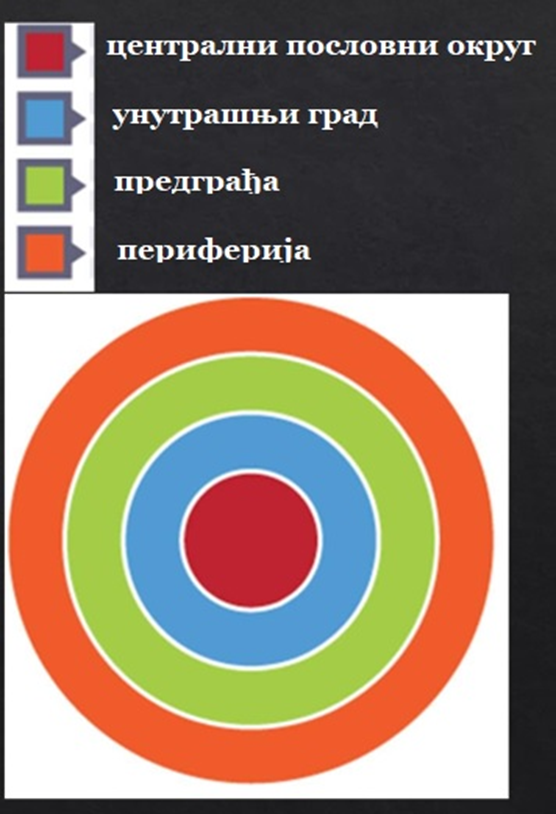 централни пословни округ
унутрашњи град
предграђа
периферија